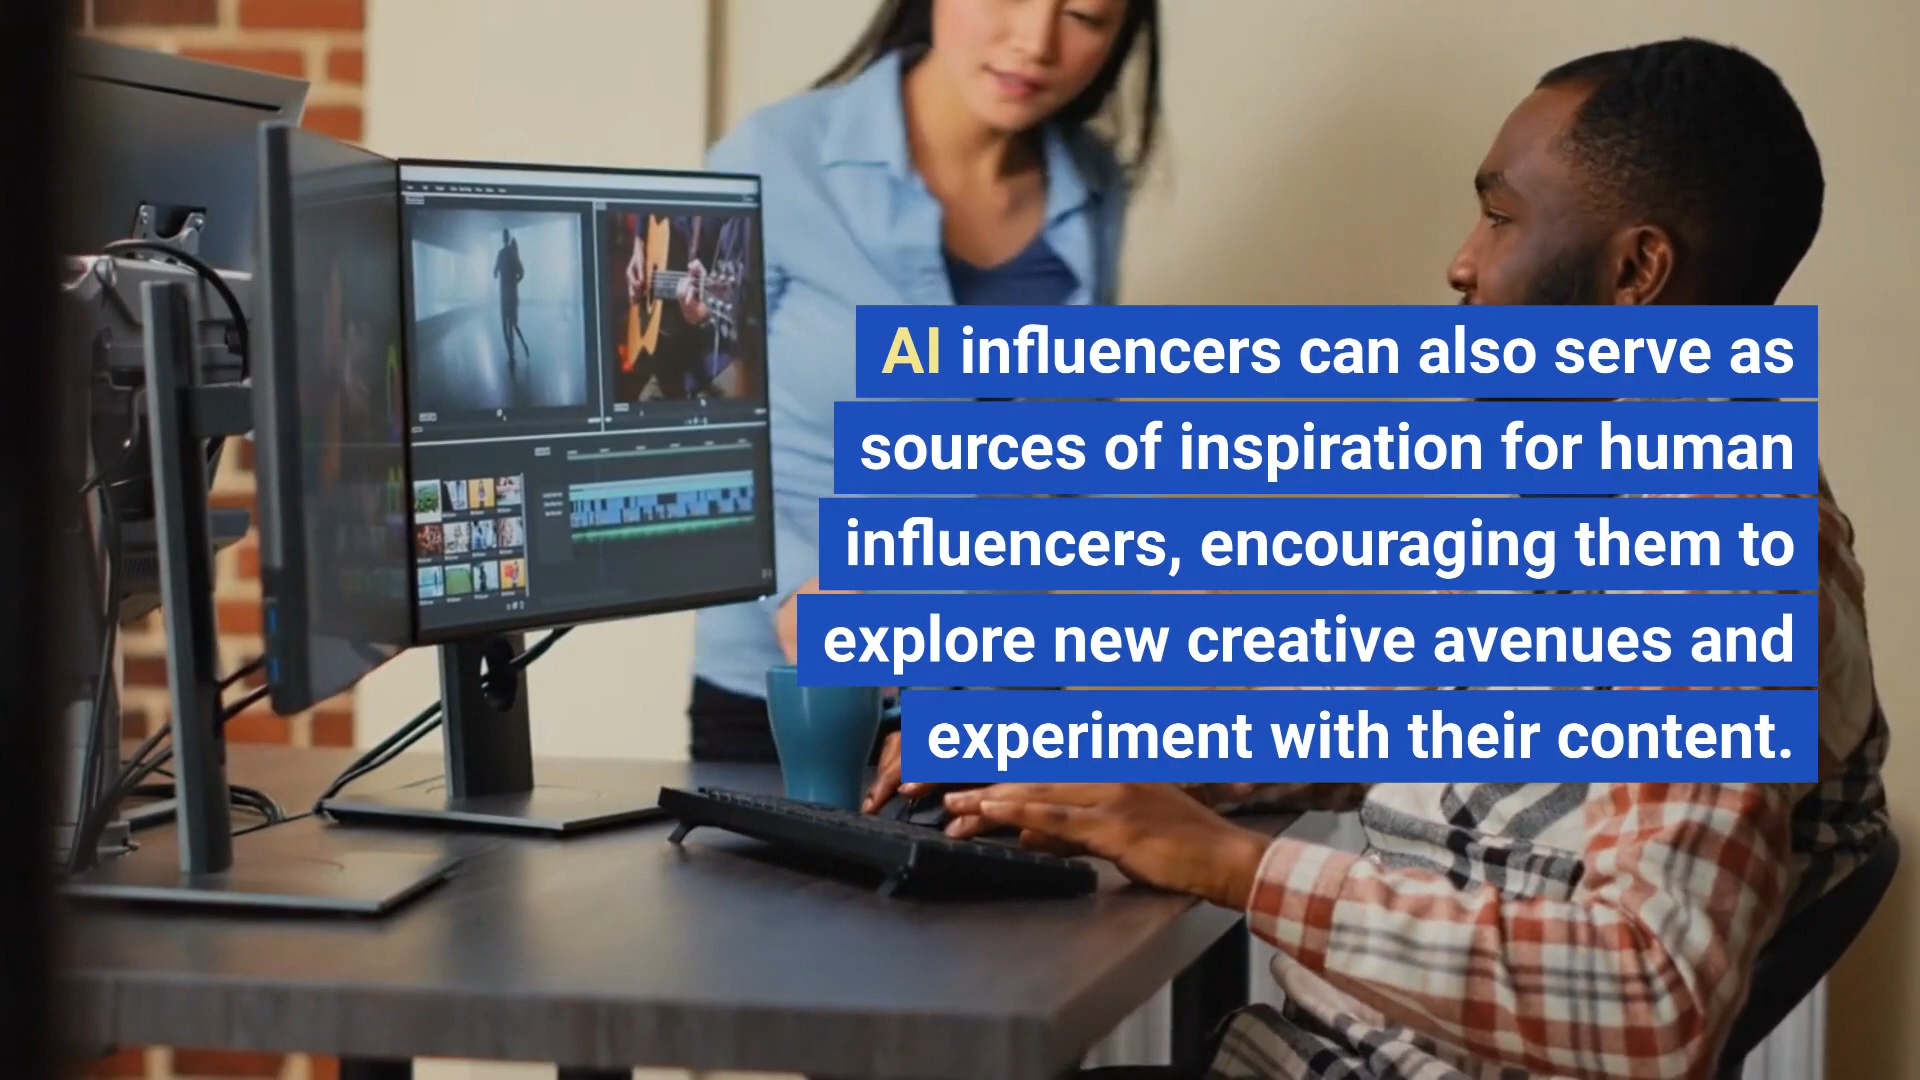 AI influencers can also serve as
sources of inspiration for human
influencers, encouraging them to
explore new creative avenues and
experiment with their content.